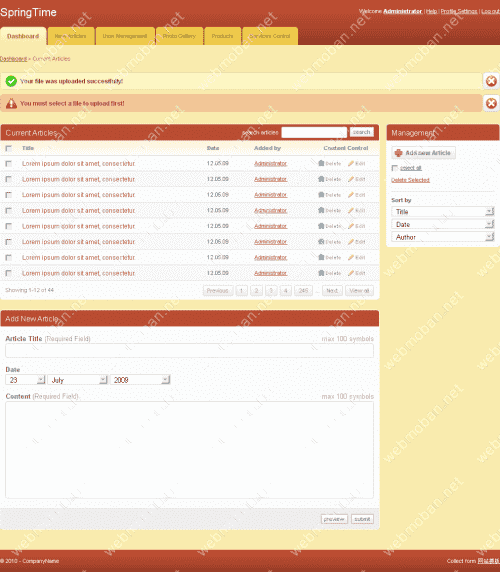 SpringTime
Welcome Administrator | Help | Profile Settings | Log out
Dashboard New Articles User Management Photo Gallery Products Services Control
Dashboard » Current Articles
Your file was uploaded succesfully!
You must select a file to upload first!
Current Articles search articles search
Title Date Added by Content Control
Lorem ipsum dolor sit amet, consectetur. 12.05.09 Administrator Delete Edit
Lorem ipsum dolor sit amet, consectetur. 12.05.09 Administrator Delete Edit
Lorem ipsum dolor sit amet, consectetur. 12.05.09 Administrator Delete Edit
Lorem ipsum dolor sit amet, consectetur. 12.05.09 Administrator Delete Edit
Lorem ipsum dolor sit amet, consectetur. 12.05.09 Administrator Delete Edit
Lorem ipsum dolor sit amet, consectetur. 12.05.09 Administrator Delete Edit
Lorem ipsum dolor sit amet, consectetur. 12.05.09 Administrator Delete Edit
Lorem ipsum dolor sit amet, consectetur. 12.05.09 Administrator Delete Edit
Showing 1-12 of 44 Previous 1 2 3 4 245 ... Next View all
Management
Add new Article
select all
Delete Selected
Sort by
Title
Date
Author
Add New Article
Article Title (Required Field) max 100 symbols
Date
23 July 2009
Content (Required Field) max 100 symbols
preview submit
© 2010 - CompanyName
Collect form 网站模板
webmoban.net